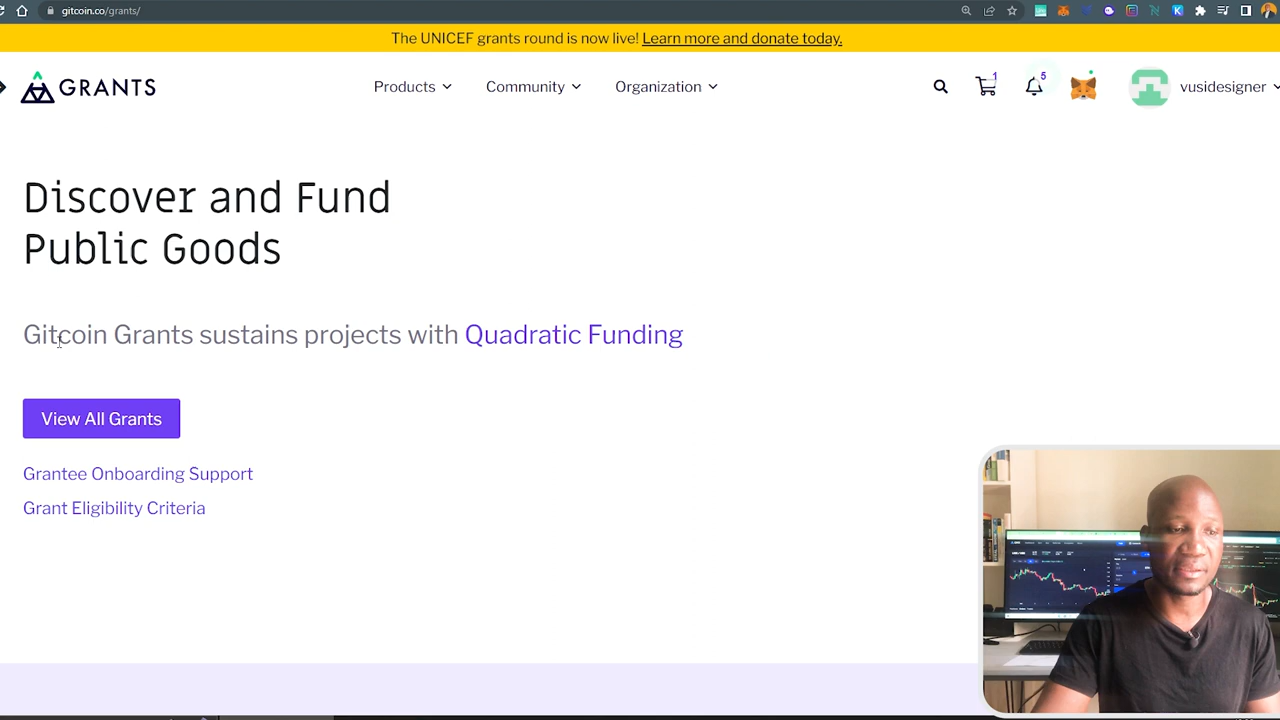 gitcoin.co/grants/
The UNICEF grants round is now live! Learn more and donate today.
GRANTS
Products
Community
Organization
1
5
vusidesigner
Discover and Fund
Public Goods
Gitcoin Grants sustains projects with Quadratic Funding
View All Grants
Grantee Onboarding Support
Grant Eligibility Criteria